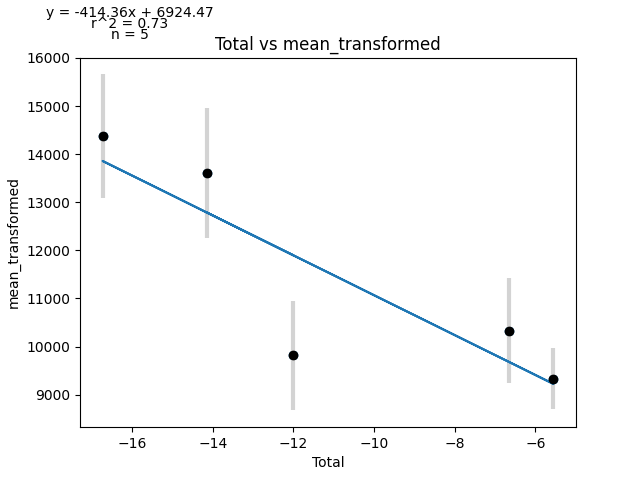 y = -414.36x + 6924.47
r^2 = 0.73
n = 5
Total vs mean_transformed
16000
15000
14000
13000
12000
11000
10000
9000
mean_transformed
−16
−14
−12
−10
−8
−6
Total